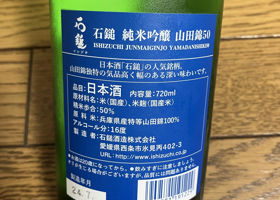 石鎚
石鎚 純米吟醸 山田錦50
ISHIZUCHI JUNMAIGINJO YAMADANISHIKI50
日本酒「石鎚」の人気銘柄。
山田錦独特の気品高く幅のある深い味わいです。
品目:日本酒 内容量:720ml
原材料名:米(国産)、米麹(国産米)
精米歩合:50%
原料米:兵庫県産特等山田錦100%
アルコール分:16度
石鎚酒造株式会社
愛媛県西条市氷見丙402-3
URL: http://www.ishizuchi.co.jp
製造年月
24.7